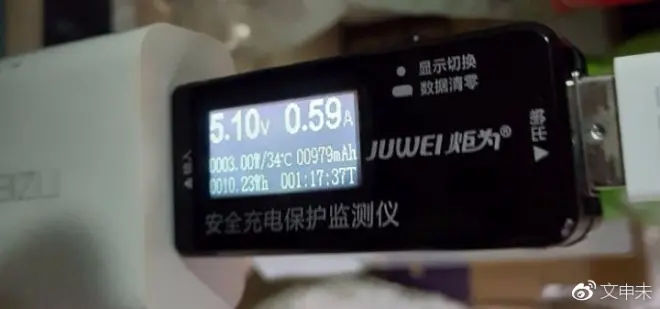 显示切换
数据清零
5.10V 0.59A
0003.00W/34℃ 00979mAh
0010.23Wh 001:17:37T
输入
JUWEI 炬为®
输出
安全充电保护监测仪
文申未